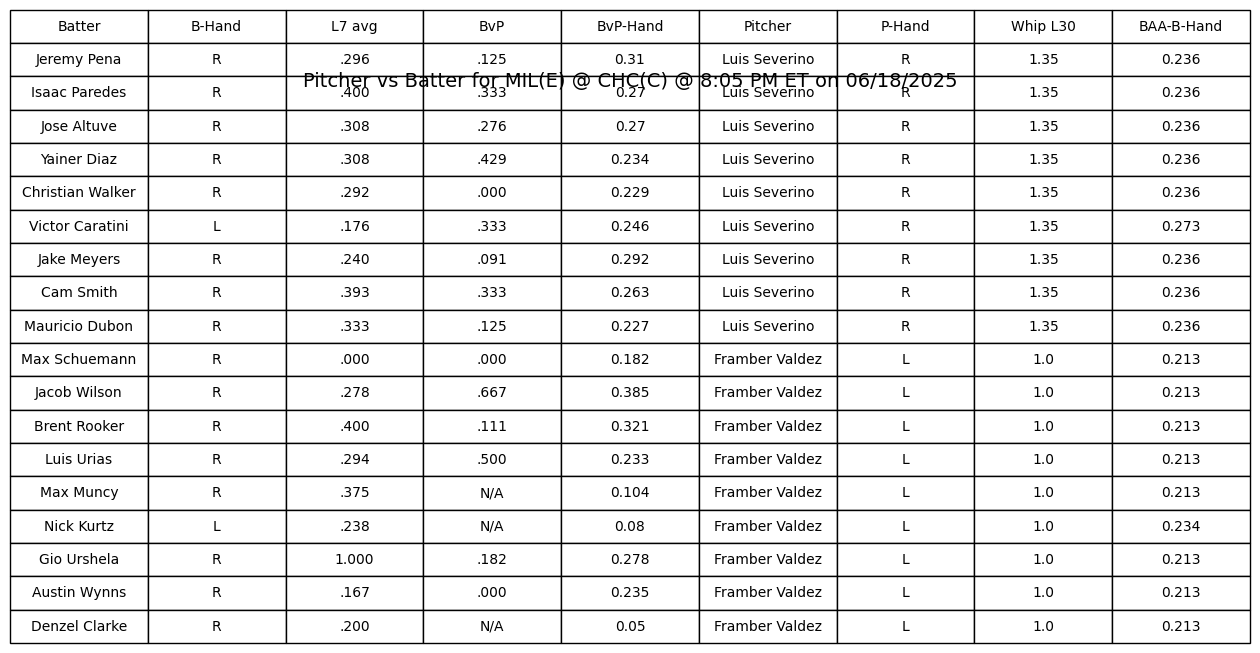 Batter B-Hand L7 avg BvP BvP-Hand Pitcher P-Hand Whip L30 BAA-B-Hand
Jeremy Pena R .296 .125 0.31 Luis Severino R 1.35 0.236
Pitcher vs Batter for MIL(E) @ CHC(C) @ 8:05 PM ET on 06/18/2025
Isaac Paredes R .400 .333 0.27 Luis Severino R 1.35 0.236
Jose Altuve R .308 .276 0.27 Luis Severino R 1.35 0.236
Yainer Diaz R .308 .429 0.234 Luis Severino R 1.35 0.236
Christian Walker R .292 .000 0.229 Luis Severino R 1.35 0.236
Victor Caratini L .176 .333 0.246 Luis Severino R 1.35 0.273
Jake Meyers R .240 .091 0.292 Luis Severino R 1.35 0.236
Cam Smith R .393 .333 0.263 Luis Severino R 1.35 0.236
Mauricio Dubon R .333 .125 0.227 Luis Severino R 1.35 0.236
Max Schuemann R .000 .000 0.182 Framber Valdez L 1.0 0.213
Jacob Wilson R .278 .667 0.385 Framber Valdez L 1.0 0.213
Brent Rooker R .400 .111 0.321 Framber Valdez L 1.0 0.213
Luis Urias R .294 .500 0.233 Framber Valdez L 1.0 0.213
Max Muncy R .375 N/A 0.104 Framber Valdez L 1.0 0.213
Nick Kurtz L .238 N/A 0.08 Framber Valdez L 1.0 0.234
Gio Urshela R 1.000 .182 0.278 Framber Valdez L 1.0 0.213
Austin Wynns R .167 .000 0.235 Framber Valdez L 1.0 0.213
Denzel Clarke R .200 N/A 0.05 Framber Valdez L 1.0 0.213